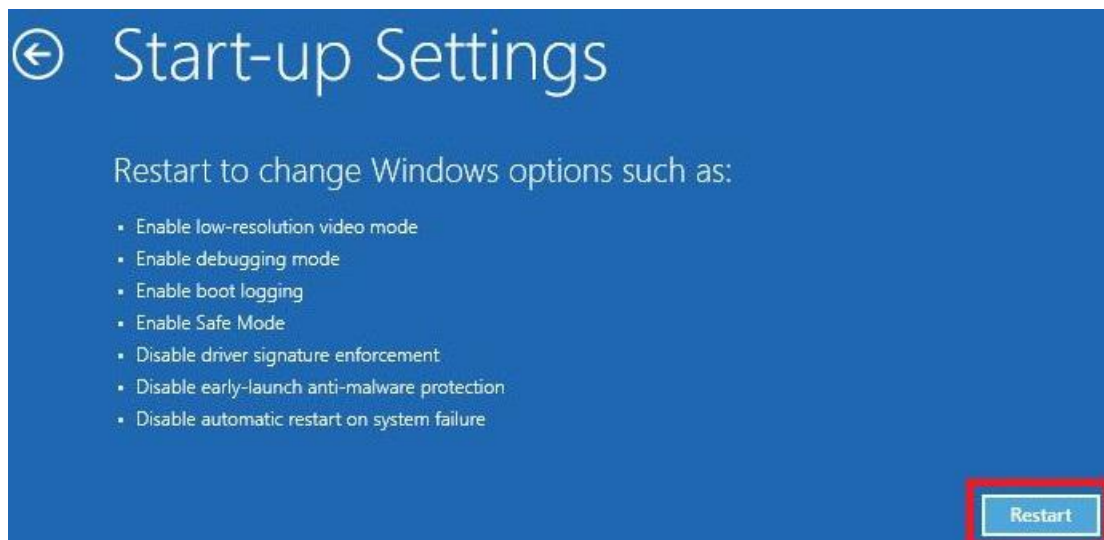 Start-up Settings
Restart to change Windows options such as:
▪ Enable low-resolution video mode
▪ Enable debugging mode
▪ Enable boot logging
▪ Enable Safe Mode
▪ Disable driver signature enforcement
▪ Disable early-launch anti-malware protection
▪ Disable automatic restart on system failure
Restart